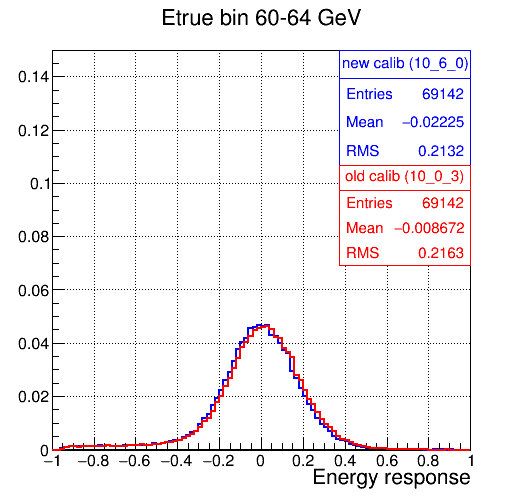 Etrue bin 60-64 GeV
new calib (10_6_0)
Entries 69142
Mean −0.02225
RMS 0.2132
old calib (10_0_3)
Entries 69142
Mean −0.008672
RMS 0.2163
0.14
0.12
0.1
0.08
0.06
0.04
0.02
0
−1 −0.8 −0.6 −0.4 −0.2 0 0.2 0.4 0.6 0.8 1
Energy response